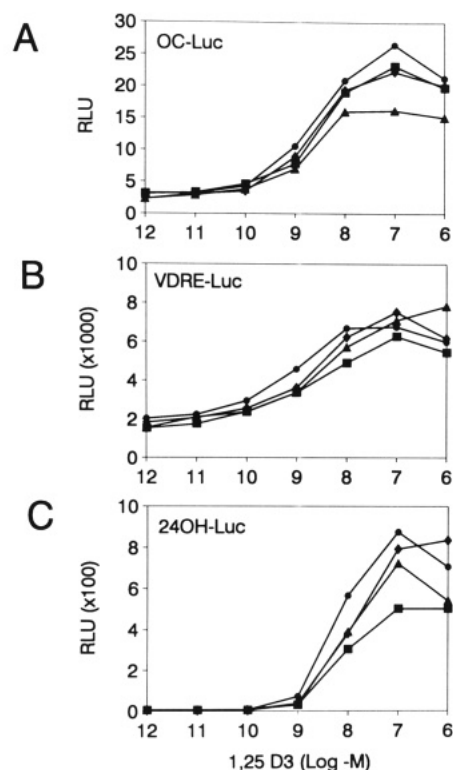 A
OC-Luc
RLU
30
25
20
15
10
5
0
12 11 10 9 8 7 6
B
VDRE-Luc
RLU (x1000)
10
8
6
4
2
0
12 11 10 9 8 7 6
C
24OH-Luc
RLU (x100)
10
8
6
4
2
0
12 11 10 9 8 7 6
1,25 D3 (Log -M)